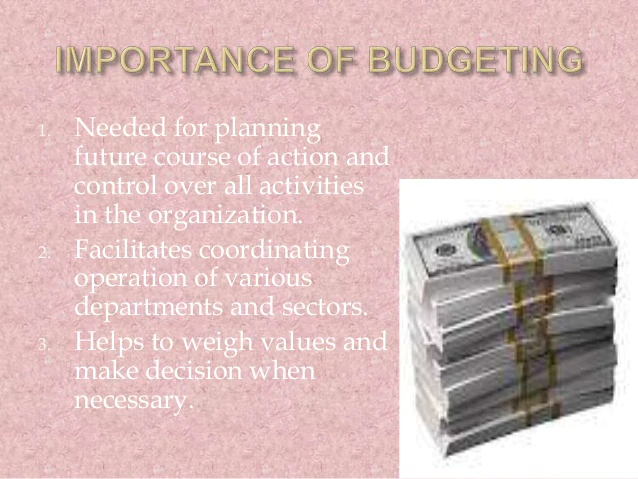 IMPORTANCE OF BUDGETING
1. Needed for planning
future course of action and
control over all activities
in the organization.
2. Facilitates coordinating
operation of various
departments and sectors.
3. Helps to weigh values and
make decision when
necessary.